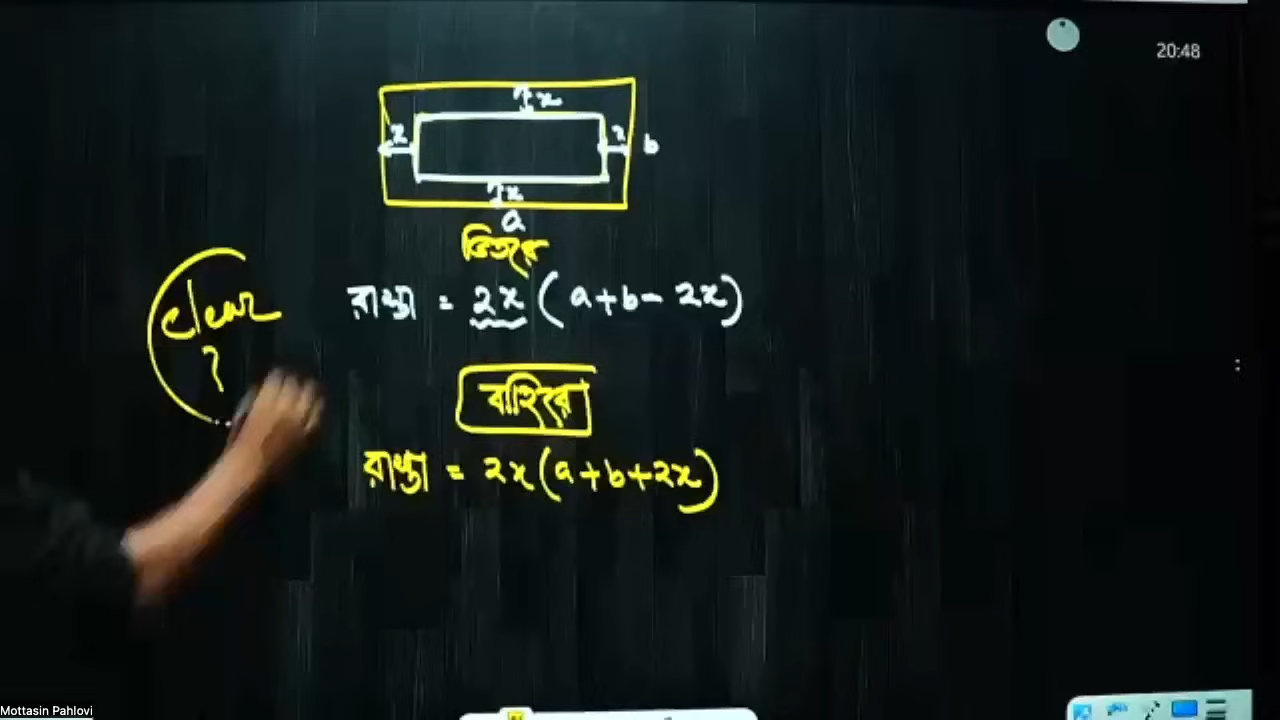 20:48
x
x
x
b
x
a
ভিতরে
রাস্তা = 2x (a+b- 2x)
clear
?
বাহিরে
রাস্তা = 2x (a+b+2x)
Mottasin Pahlovi